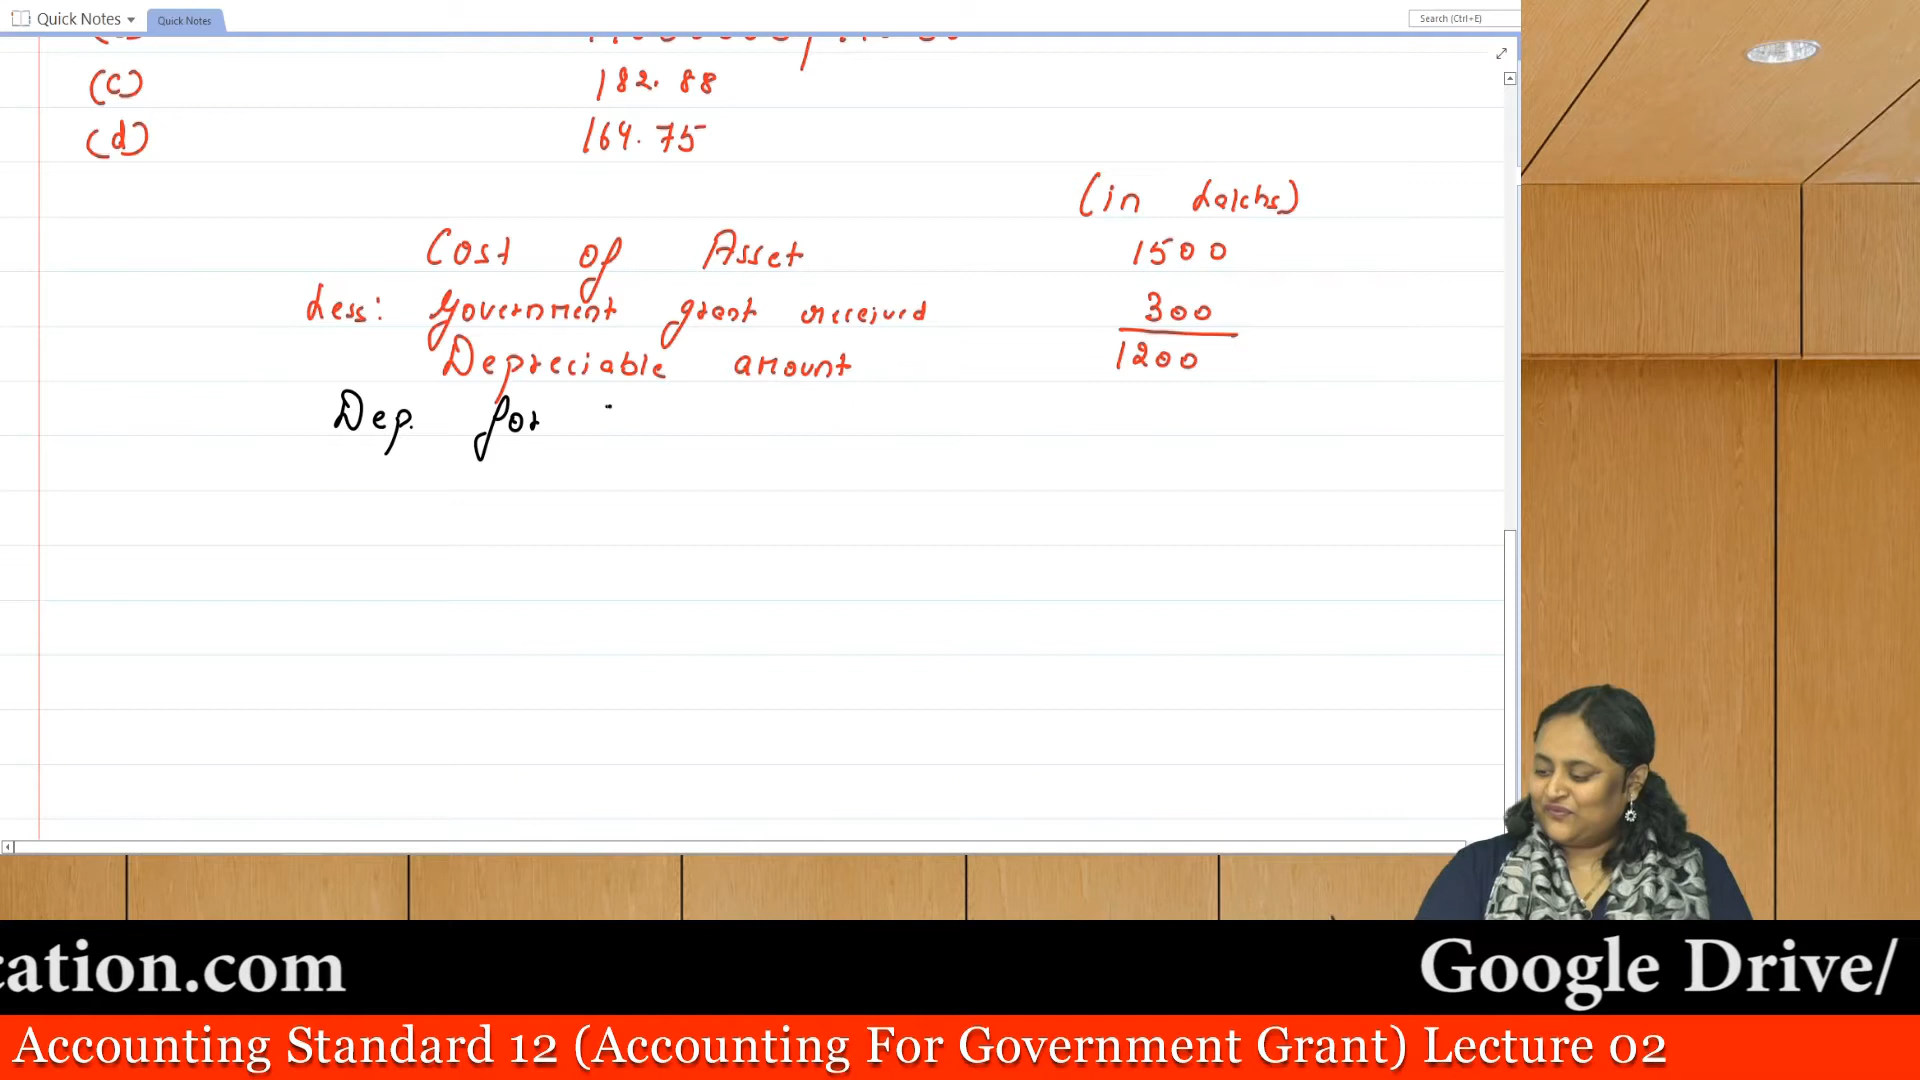 Quick Notes
Quick Notes
Search (Ctrl+E)
(c) 182.88
(d) 164.75
(in Lakhs)
Cost of Asset 1500
Less: Government grant received 300
Depreciable amount 1200
Dep. for
cation.com Google Drive/
Accounting Standard 12 (Accounting For Government Grant) Lecture 02